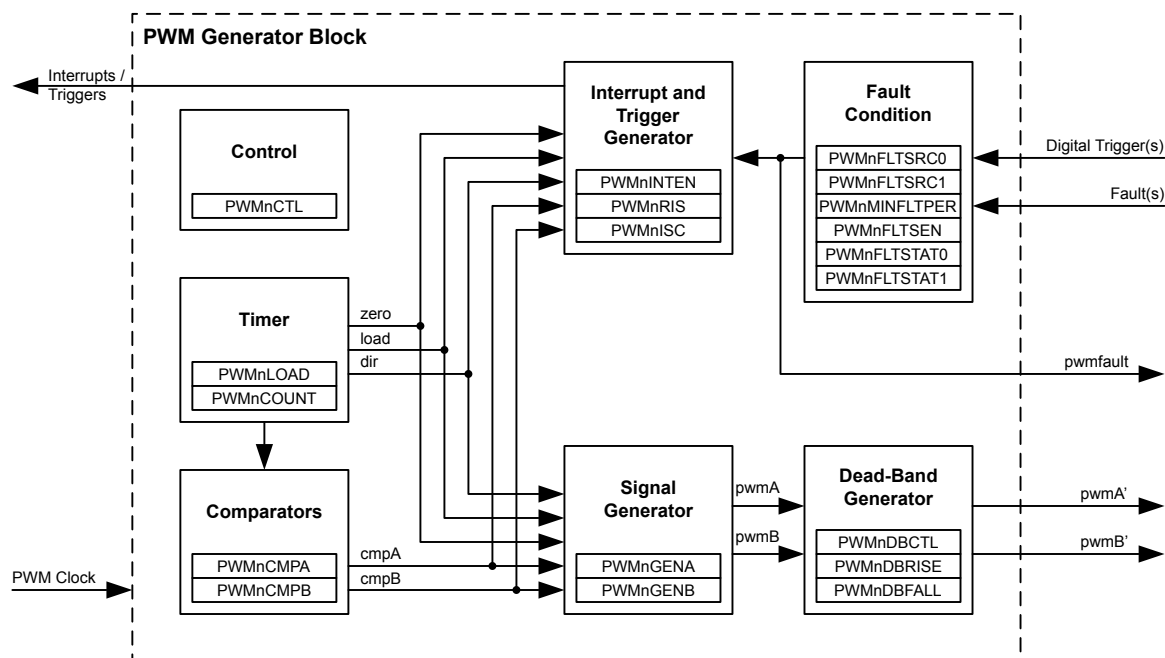 PWM Generator Block
Interrupts /
Triggers
Control
PWMnCTL
Interrupt and
Trigger
Generator
PWMnINTEN
PWMnRIS
PWMnISC
Fault
Condition
PWMnFLTSRC0
PWMnFLTSRC1
PWMnMINFLTPER
PWMnFLTSEN
PWMnFLTSTAT0
PWMnFLTSTAT1
Digital Trigger(s)
Fault(s)
Timer
PWMnLOAD
PWMnCOUNT
zero
load
dir
pwmfault
Comparators
PWMnCMPA
PWMnCMPB
cmpA
cmpB
Signal
Generator
PWMnGENA
PWMnGENB
pwmA
pwmB
Dead-Band
Generator
PWMnDBCTL
PWMnDBRISE
PWMnDBFALL
pwmA’
pwmB’
PWM Clock